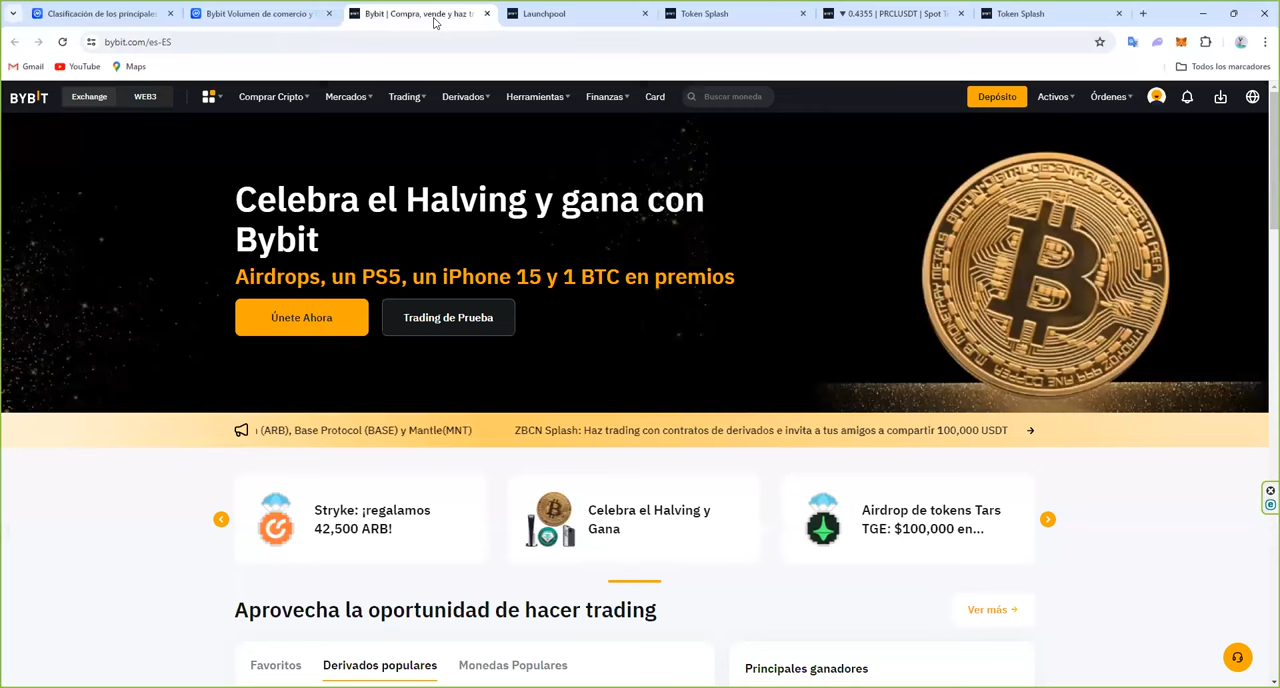 Clasificación de los principales
Bybit Volumen de comercio y
Bybit | Compra, vende y haz tr
Launchpool
Token Splash
▼ 0.4355 | PRCLUSDT | Spot T
Token Splash
bybit.com/es-ES
Gmail
YouTube
Maps
Todos los marcadores
BYBIT
Exchange
WEB3
Comprar Cripto
Mercados
Trading
Derivados
Herramientas
Finanzas
Card
Buscar moneda
Depósito
Activos
Órdenes
Celebra el Halving y gana con
Bybit
Airdrops, un PS5, un iPhone 15 y 1 BTC en premios
Únete Ahora
Trading de Prueba
(ARB), Base Protocol (BASE) y Mantle(MNT)
ZBCN Splash: Haz trading con contratos de derivados e invita a tus amigos a compartir 100,000 USDT
Stryke: ¡regalamos
42,500 ARB!
Celebra el Halving y
Gana
Airdrop de tokens Tars
TGE: $100,000 en...
Aprovecha la oportunidad de hacer trading
Ver más
Favoritos
Derivados populares
Monedas Populares
Principales ganadores